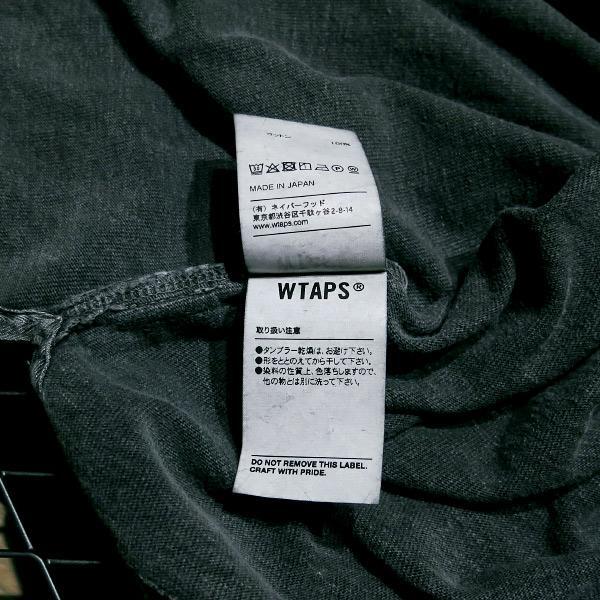 コットン 100%
MADE IN JAPAN
(有) ネイバーフッド
東京都渋谷区千駄ヶ谷2-8-14
www.wtaps.com
WTAPS®
取り扱い注意
●タンブラー乾燥は、お避け下さい。
●形をととのえてから干して下さい。
●染料の性質上、色落ちしますので、
他の物とは別に洗って下さい。
DO NOT REMOVE THIS LABEL.
CRAFT WITH PRIDE.